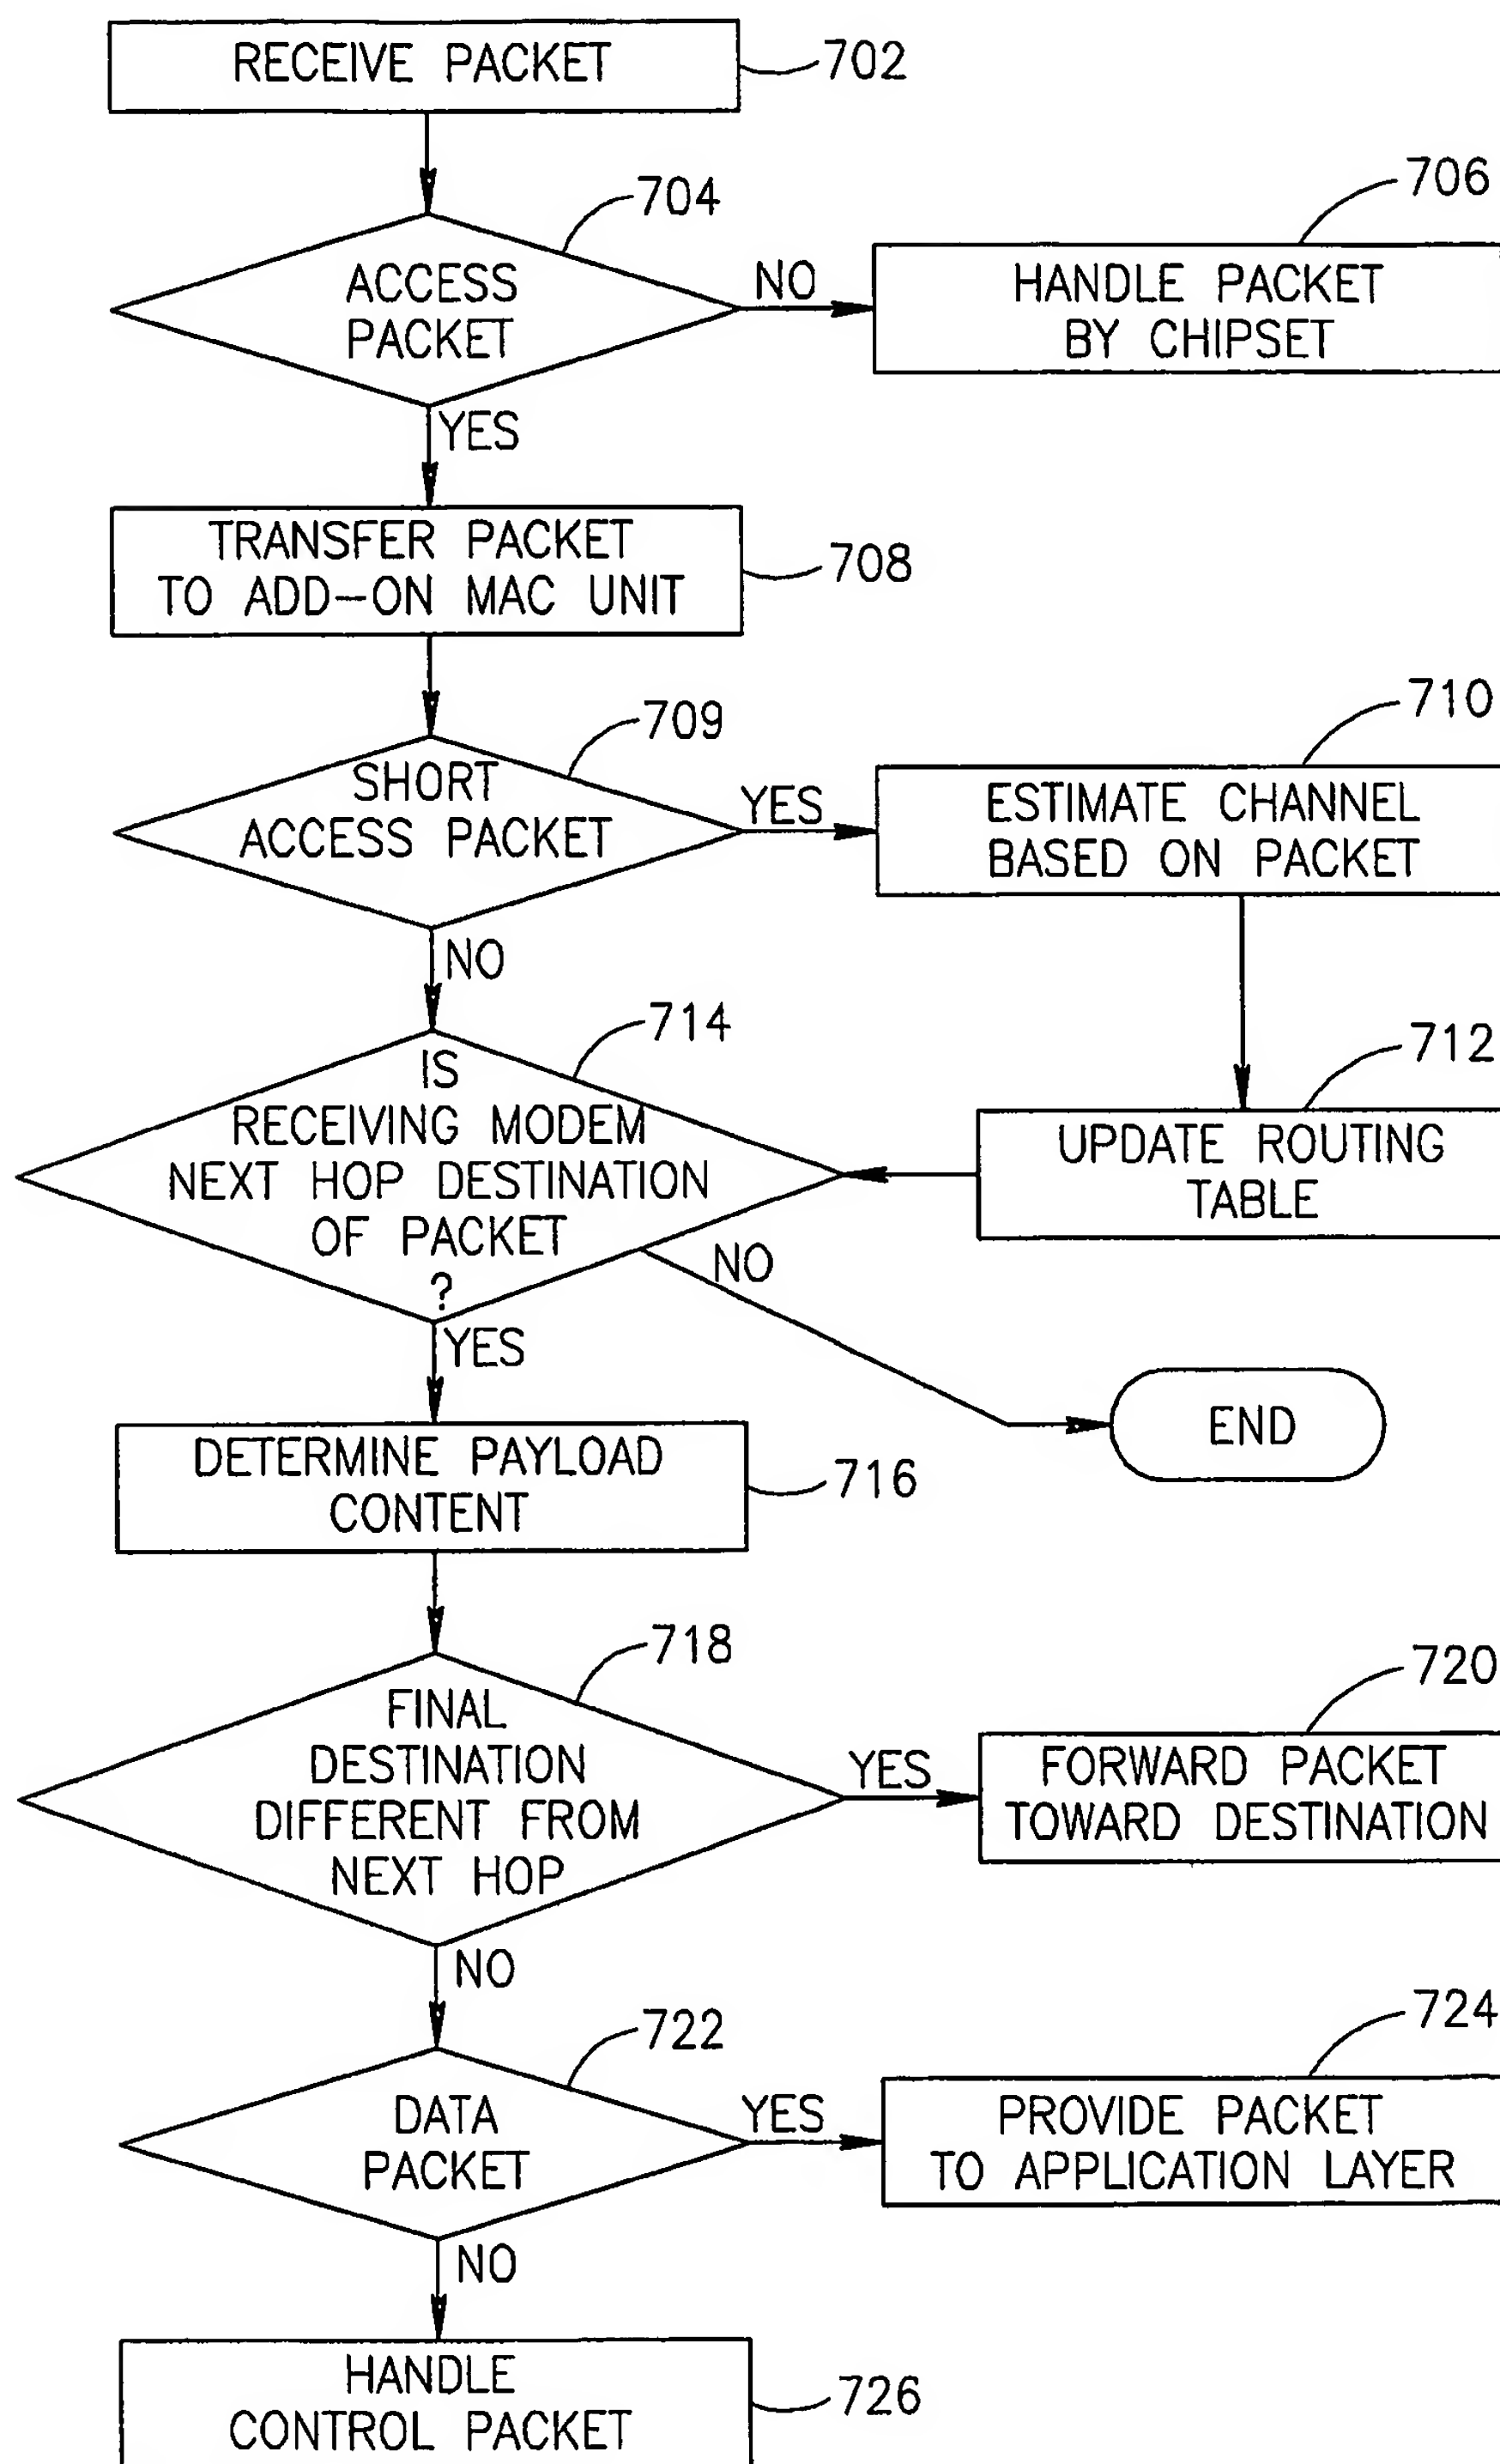 RECEIVE PACKET
702
704
ACCESS
PACKET
NO
706
HANDLE PACKET
BY CHIPSET
YES
TRANSFER PACKET
TO ADD-ON MAC UNIT
708
709
SHORT
ACCESS PACKET
YES
710
ESTIMATE CHANNEL
BASED ON PACKET
NO
714
IS
RECEIVING MODEM
NEXT HOP DESTINATION
OF PACKET
?
712
UPDATE ROUTING
TABLE
NO
END
YES
DETERMINE PAYLOAD
CONTENT
716
718
FINAL
DESTINATION
DIFFERENT FROM
NEXT HOP
YES
720
FORWARD PACKET
TOWARD DESTINATION
NO
722
DATA
PACKET
YES
724
PROVIDE PACKET
TO APPLICATION LAYER
NO
HANDLE
CONTROL PACKET
726